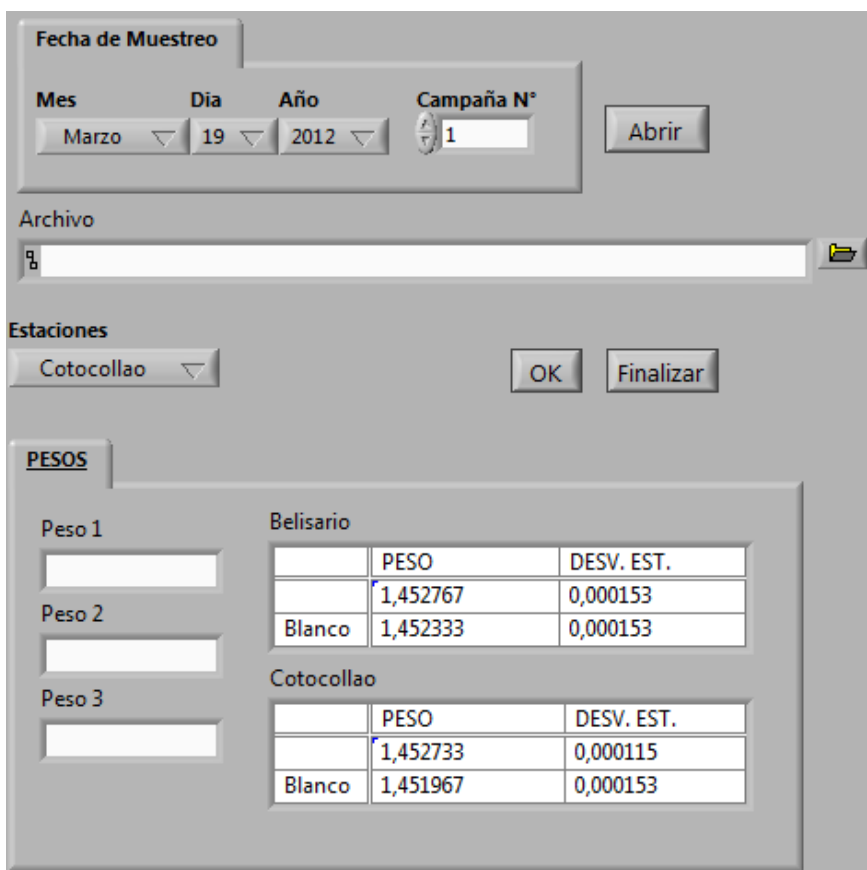 Fecha de Muestreo
Mes Dia Año Campaña N°
Marzo 19 2012 1 Abrir
Archivo
Estaciones
Cotocollao OK Finalizar
PESOS
Peso 1
Peso 2
Peso 3
Belisario
PESO DESV. EST.
1,452767 0,000153
Blanco 1,452333 0,000153
Cotocollao
PESO DESV. EST.
1,452733 0,000115
Blanco 1,451967 0,000153